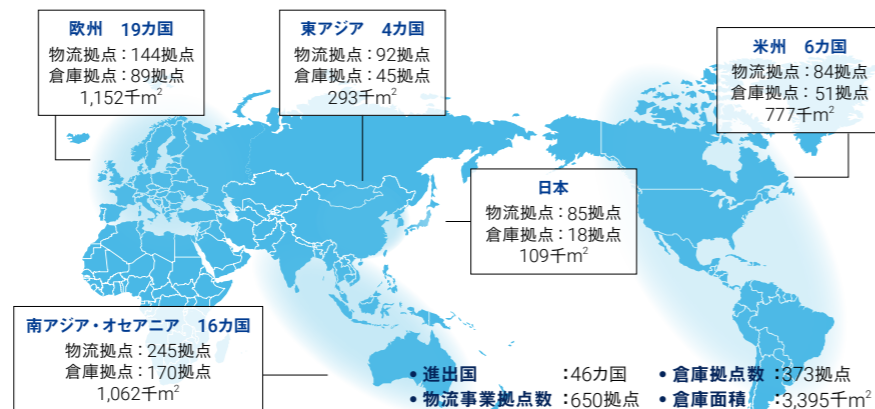 欧州　19カ国
物流拠点：144拠点
倉庫拠点：89拠点
1,152千m²
東アジア　4カ国
物流拠点：92拠点
倉庫拠点：45拠点
293千m²
米州　6カ国
物流拠点：84拠点
倉庫拠点：51拠点
777千m²
日本
物流拠点：85拠点
倉庫拠点：18拠点
109千m²
南アジア・オセアニア　16カ国
物流拠点：245拠点
倉庫拠点：170拠点
1,062千m²
• 進出国　：46カ国　• 倉庫拠点数：373拠点
• 物流事業拠点数：650拠点　• 倉庫面積　：3,395千m²